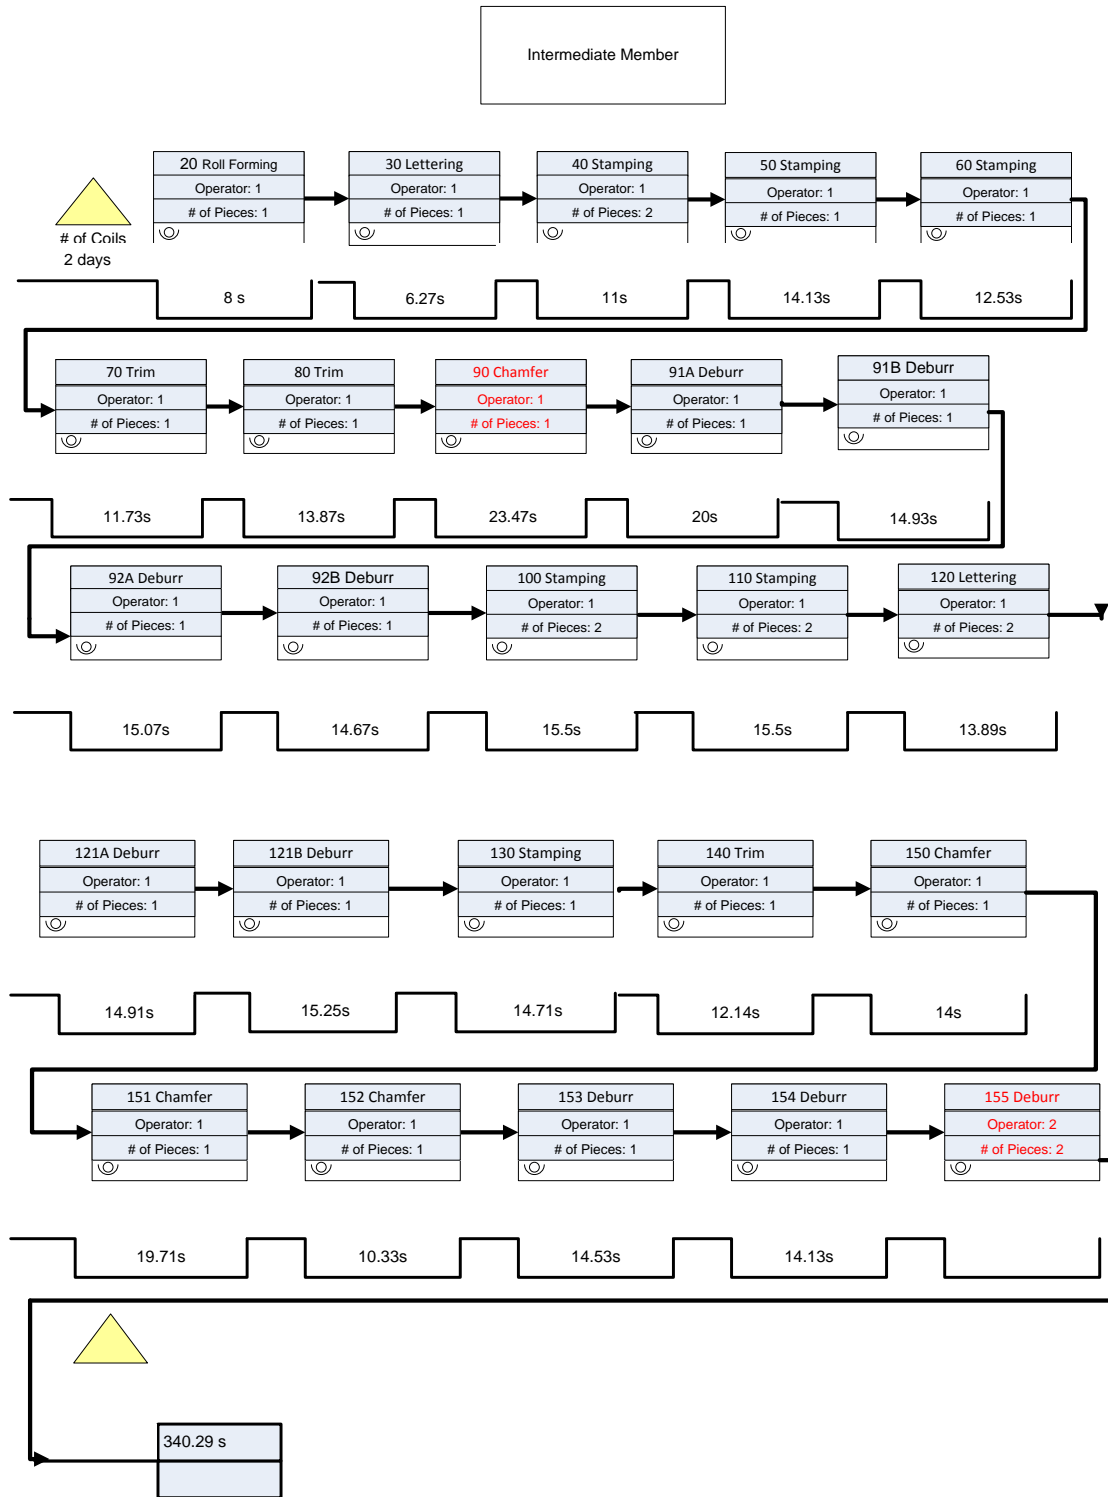 Intermediate Member
20 Roll Forming
Operator: 1
# of Pieces: 1
30 Lettering
Operator: 1
# of Pieces: 1
40 Stamping
Operator: 1
# of Pieces: 2
50 Stamping
Operator: 1
# of Pieces: 1
60 Stamping
Operator: 1
# of Pieces: 1
# of Coils
2 days
8 s
6.27s
11s
14.13s
12.53s
70 Trim
Operator: 1
# of Pieces: 1
80 Trim
Operator: 1
# of Pieces: 1
90 Chamfer
Operator: 1
# of Pieces: 1
91A Deburr
Operator: 1
# of Pieces: 1
91B Deburr
Operator: 1
# of Pieces: 1
11.73s
13.87s
23.47s
20s
14.93s
92A Deburr
Operator: 1
# of Pieces: 1
92B Deburr
Operator: 1
# of Pieces: 1
100 Stamping
Operator: 1
# of Pieces: 2
110 Stamping
Operator: 1
# of Pieces: 2
120 Lettering
Operator: 1
# of Pieces: 2
15.07s
14.67s
15.5s
15.5s
13.89s
121A Deburr
Operator: 1
# of Pieces: 1
121B Deburr
Operator: 1
# of Pieces: 1
130 Stamping
Operator: 1
# of Pieces: 1
140 Trim
Operator: 1
# of Pieces: 1
150 Chamfer
Operator: 1
# of Pieces: 1
14.91s
15.25s
14.71s
12.14s
14s
151 Chamfer
Operator: 1
# of Pieces: 1
152 Chamfer
Operator: 1
# of Pieces: 1
153 Deburr
Operator: 1
# of Pieces: 1
154 Deburr
Operator: 1
# of Pieces: 1
155 Deburr
Operator: 2
# of Pieces: 2
19.71s
10.33s
14.53s
14.13s
340.29 s